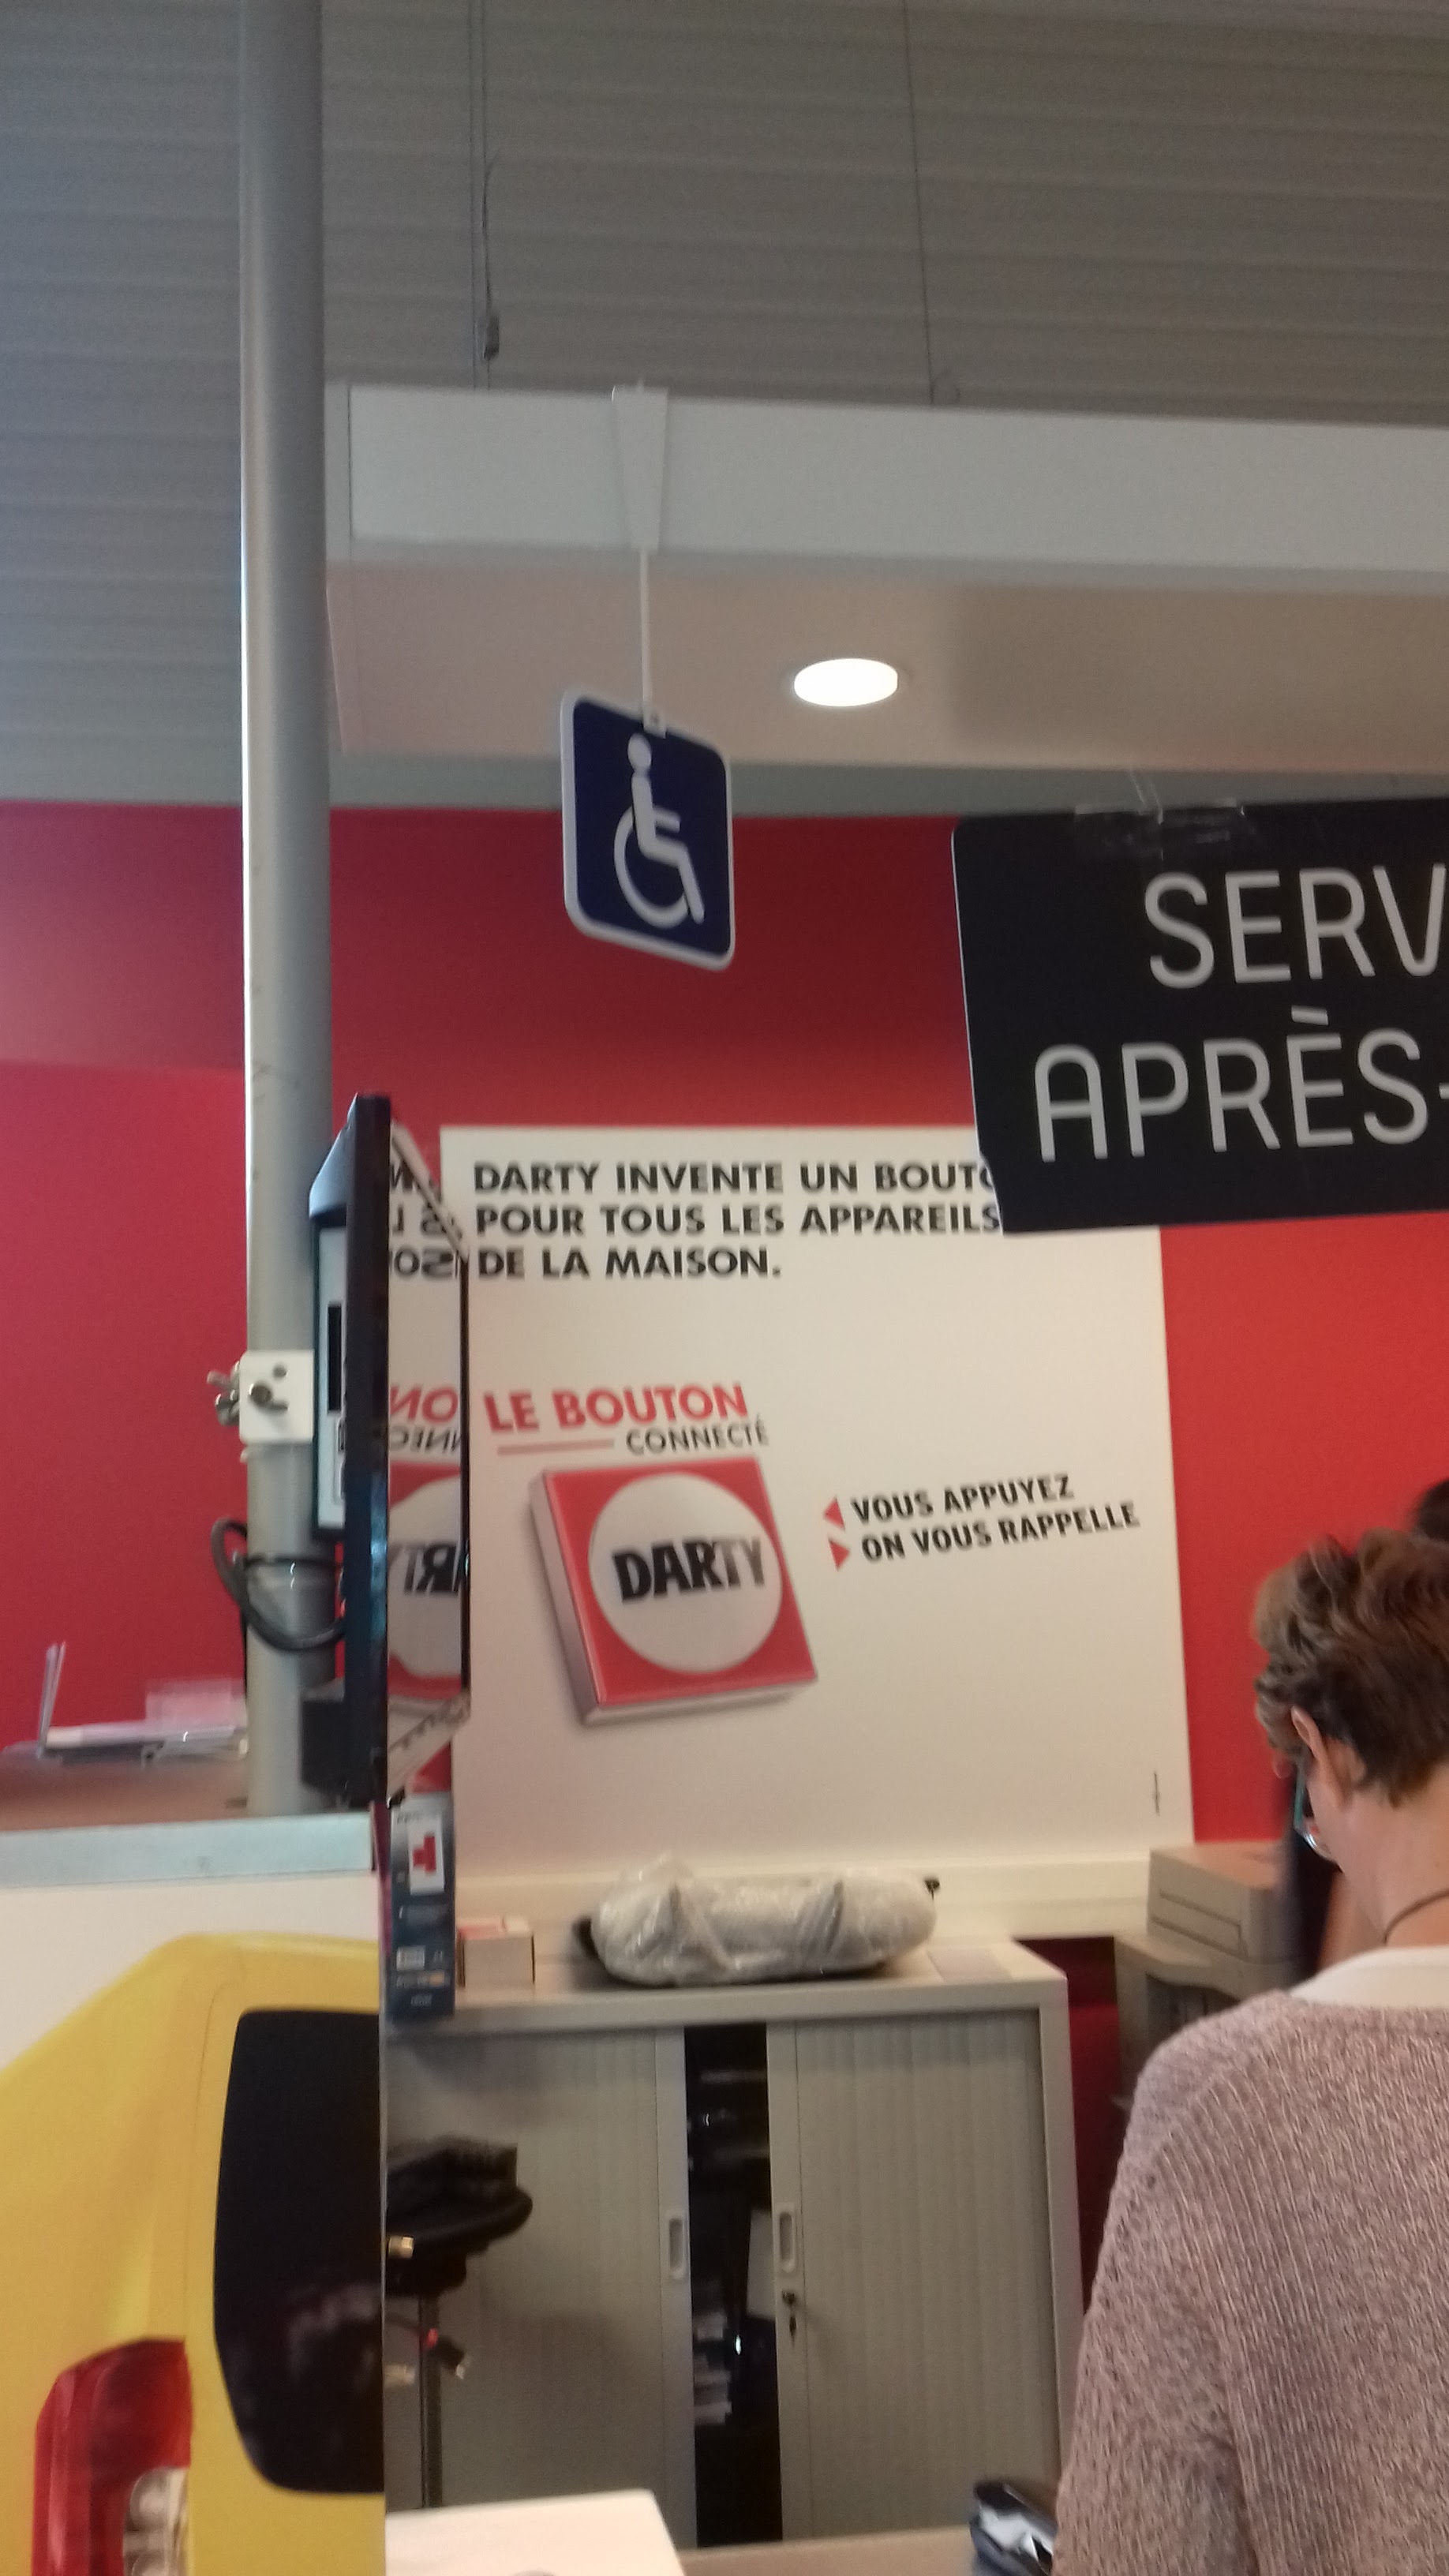 SERV
APRÈS-
DARTY INVENTE UN BOUTO
POUR TOUS LES APPAREILS
DE LA MAISON.
LE BOUTON
CONNECTÉ
DARTY
VOUS APPUYEZ
ON VOUS RAPPELLE